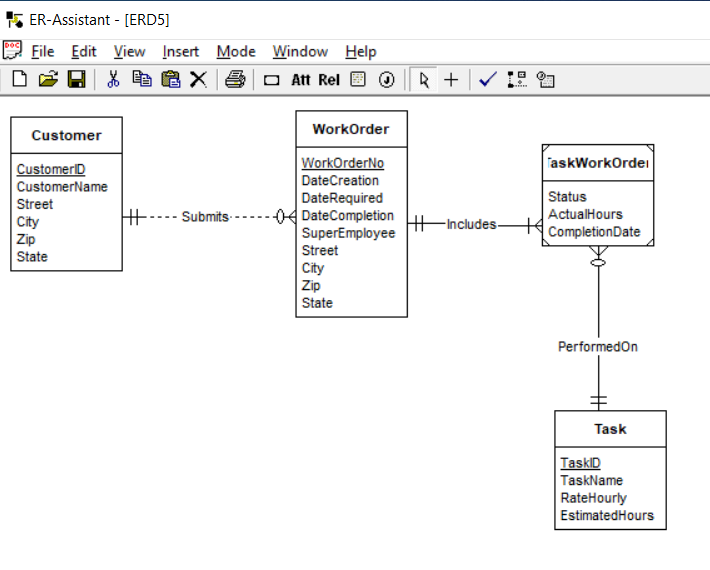 ER-Assistant - [ERD5]
DOC File Edit View Insert Mode Window Help
Att Rel J
Customer
CustomerID
CustomerName
Street
City
Zip
State
Submits
WorkOrder
WorkOrderNo
DateCreation
DateRequired
DateCompletion
SuperEmployee
Street
City
Zip
State
Includes
TaskWorkOrder
Status
ActualHours
CompletionDate
PerformedOn
Task
TaskID
TaskName
RateHourly
EstimatedHours